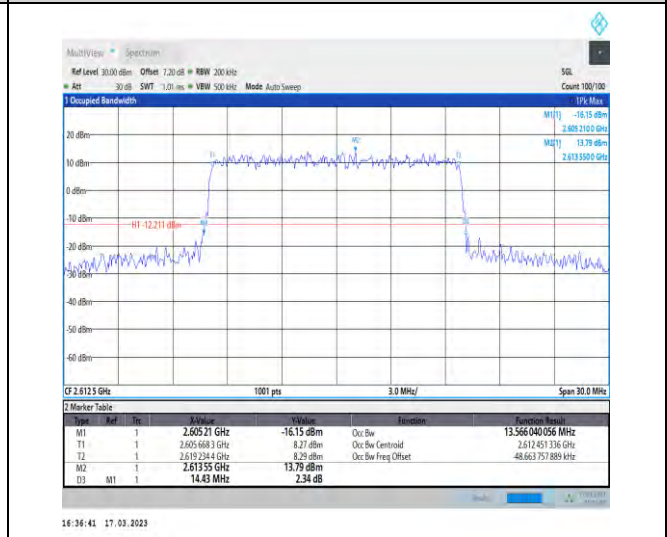 MultiView Spectrum
Ref Level 30.00 dBm Offset 7.20 dB RBW 200 kHz SGL
Att 30 dB SWT 1.01 ms VBW 500 kHz Mode Auto Sweep Count 100/100
1 Occupied Bandwidth 1Pk Max
M1[1] -16.15 dBm
2.605 2100 GHz
M2[1] 13.79 dBm
2.613 5500 GHz
20 dBm
M2
T1
10 dBm
0 dBm
-10 dBm
H1 -12.211 dBm
-20 dBm
-30 dBm
-40 dBm
-50 dBm
-60 dBm
CF 2.612 5 GHz 1001 pts 3.0 MHz/ Span 30.0 MHz
2 Marker Table
Type Ref Trc X-Value Y-Value Function Function Result
M1 1 2.605 21 GHz -16.15 dBm Occ Bw 13.566 040 056 MHz
T1 1 2.605 668 3 GHz 8.27 dBm Occ Bw Centroid 2.612 451 336 GHz
T2 1 2.619 234 4 GHz 8.29 dBm Occ Bw Freq Offset -48.663 757 889 kHz
M2 1 2.613 55 GHz 13.79 dBm
D3 M1 1 14.43 MHz 2.34 dB
16:36:41 17.03.2023